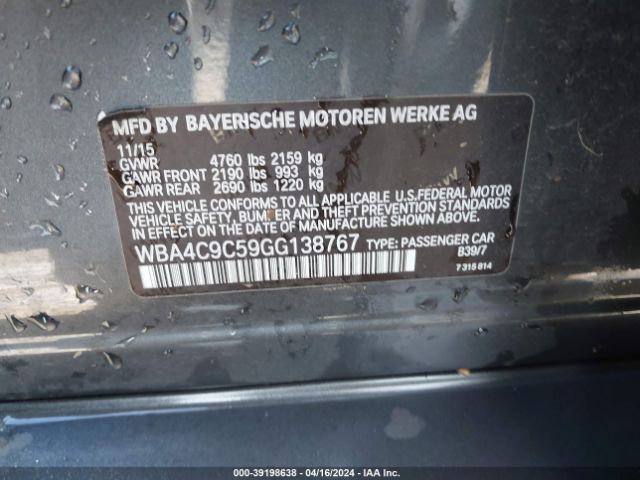 MFD BY BAYERISCHE MOTOREN WERKE AG
11/15
GVWR 4760 lbs 2159 kg
GAWR FRONT 2190 lbs 993 kg
GAWR REAR 2690 lbs 1220 kg
THIS VEHICLE CONFORMS TO ALL APPLICABLE U.S.FEDERAL MOTOR
VEHICLE SAFETY, BUMPER AND THEFT PREVENTION STANDARDS
IN EFFECT ON THE DATE OF MANUFACTURE SHOWN ABOVE.
WBA4C9C59GG138767 TYPE: PASSENGER CAR
B39/7
7 315 814
000-39198638 - 04/16/2024 - IAA Inc.